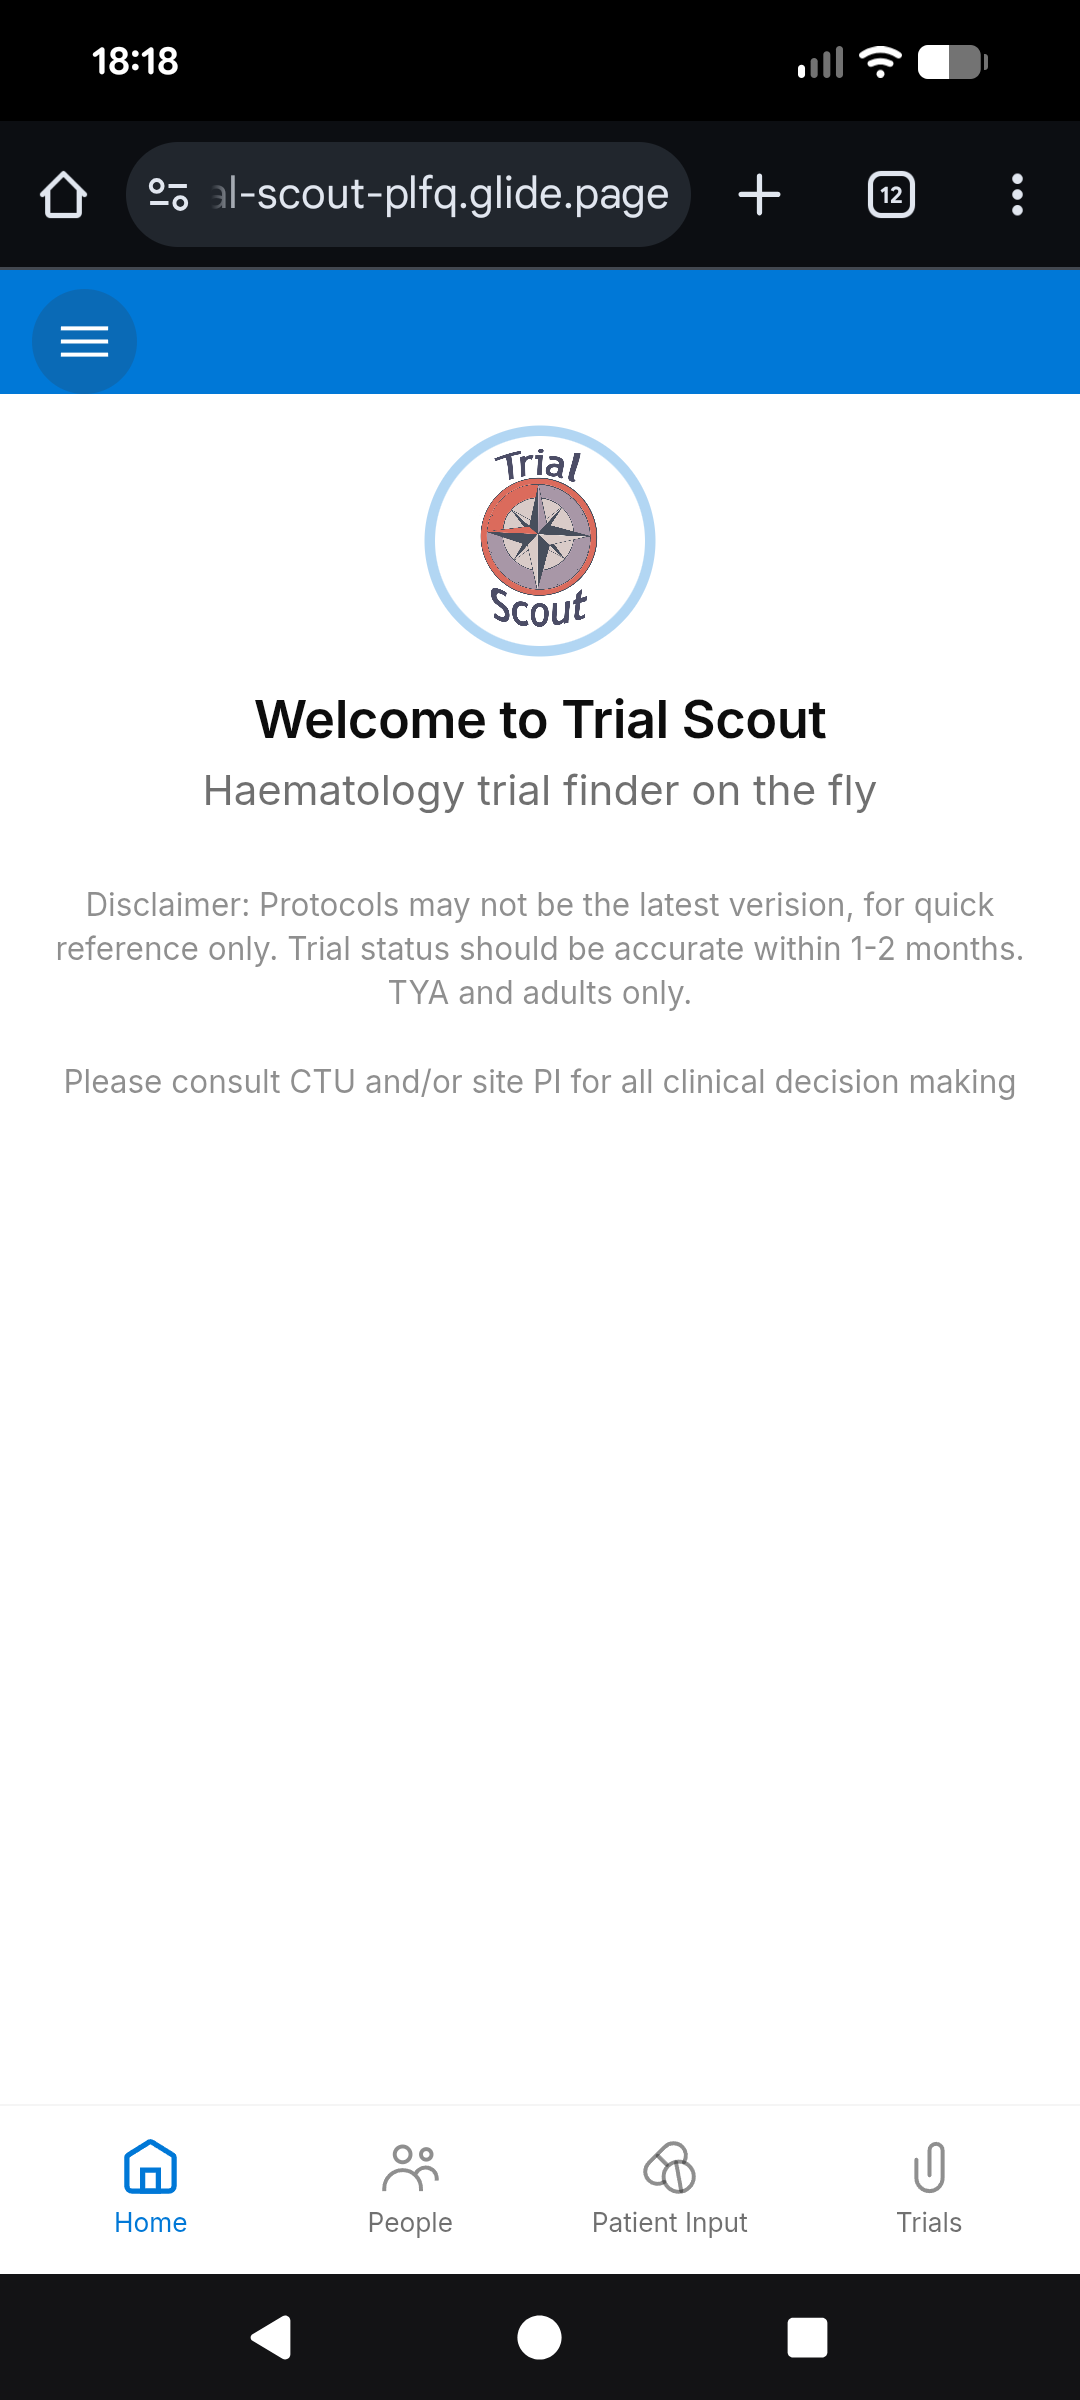 18:18
al-scout-plfq.glide.page
12
Trial
Scout
Welcome to Trial Scout
Haematology trial finder on the fly
Disclaimer: Protocols may not be the latest verision, for quick
reference only. Trial status should be accurate within 1-2 months.
TYA and adults only.
Please consult CTU and/or site PI for all clinical decision making
Home
People
Patient Input
Trials